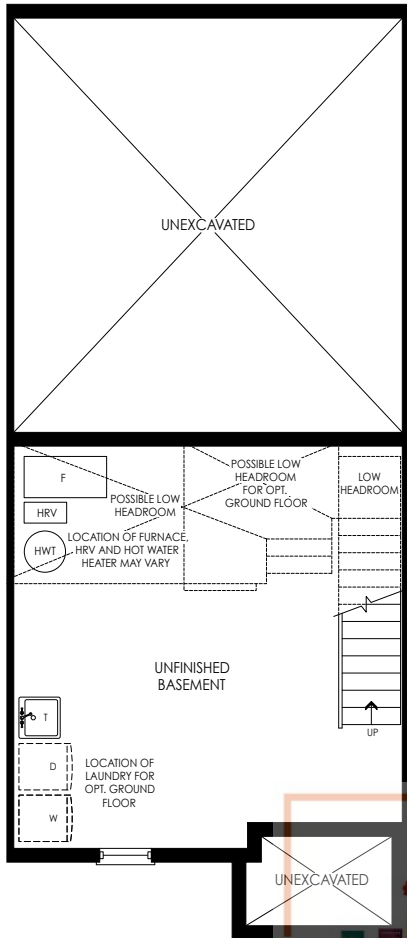 UNEXCAVATED
F
HRV
HWT
POSSIBLE LOW
HEADROOM
LOCATION OF FURNACE,
HRV AND HOT WATER
HEATER MAY VARY
POSSIBLE LOW
HEADROOM
FOR OPT.
GROUND FLOOR
LOW
HEADROOM
UNFINISHED
BASEMENT
T
D
W
LOCATION OF
LAUNDRY FOR
OPT. GROUND
FLOOR
UP
UNEXCAVATED